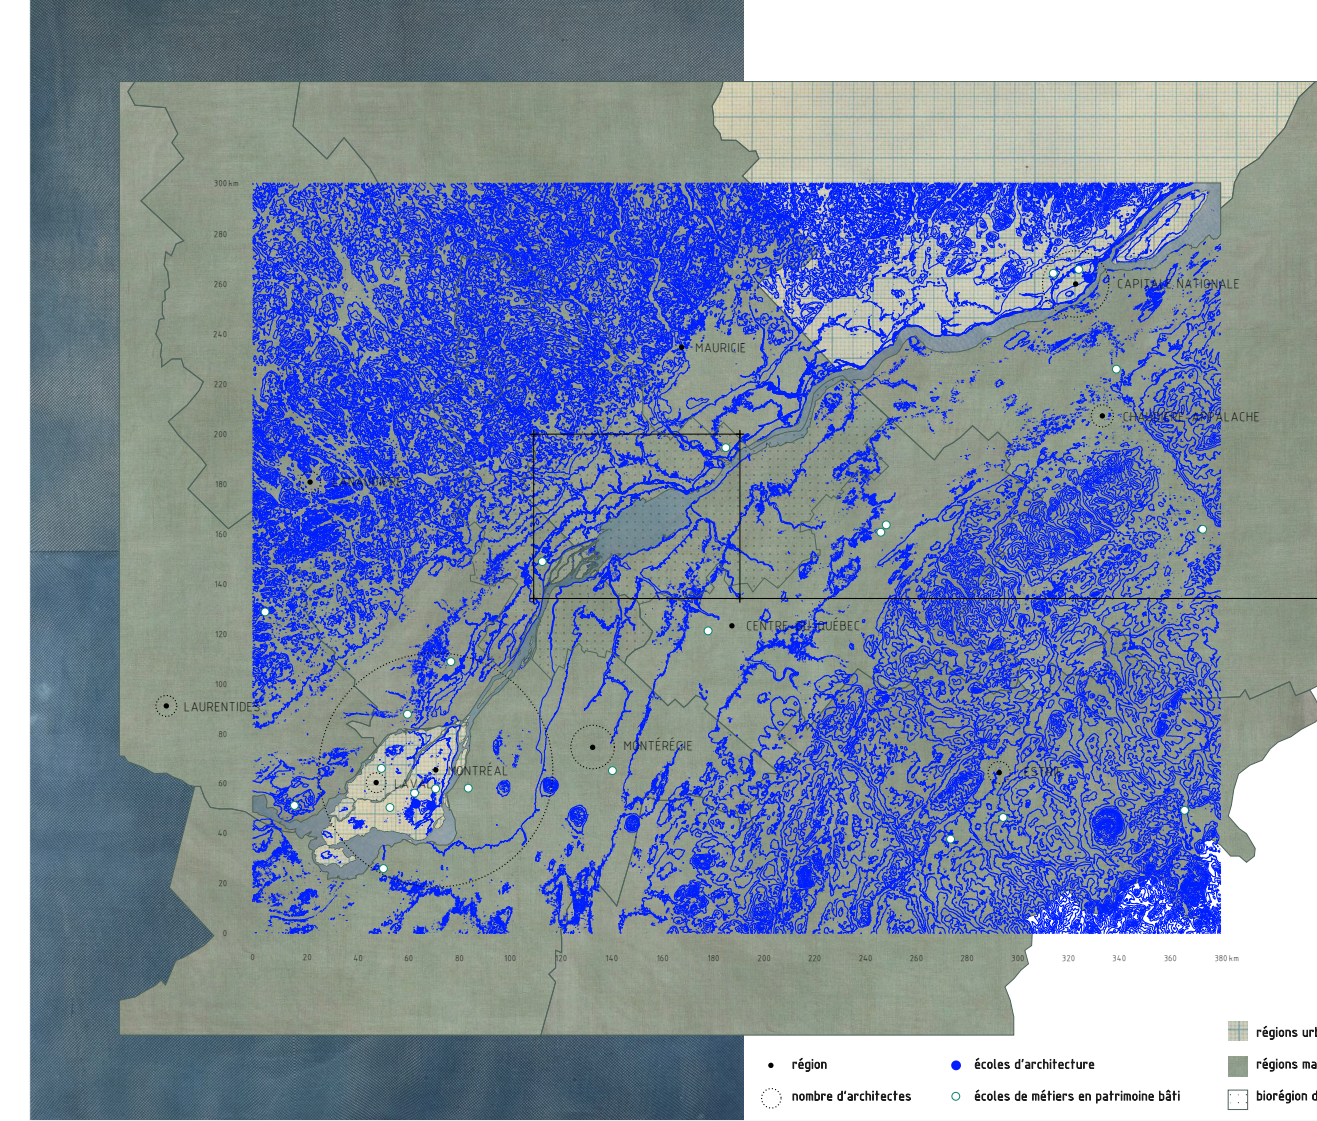 300 km
280
260
CAPITALE NATIONALE
240
MAURICIE
220
200
CHAUDIÈRE-APPALACHE
180
160
140
120
CENTRE-DU-QUÉBEC
100
LAURENTIDES
80
MONTÉRÉGIE
MONTRÉAL
60
40
20
0
0 20 40 60 80 100 120 140 160 180 200 220 240 260 280 300 320 340 360 380 km
régions
région
écoles d'architecture
régions
nombre d'architectes
écoles de métiers en patrimoine bâti
biorégion